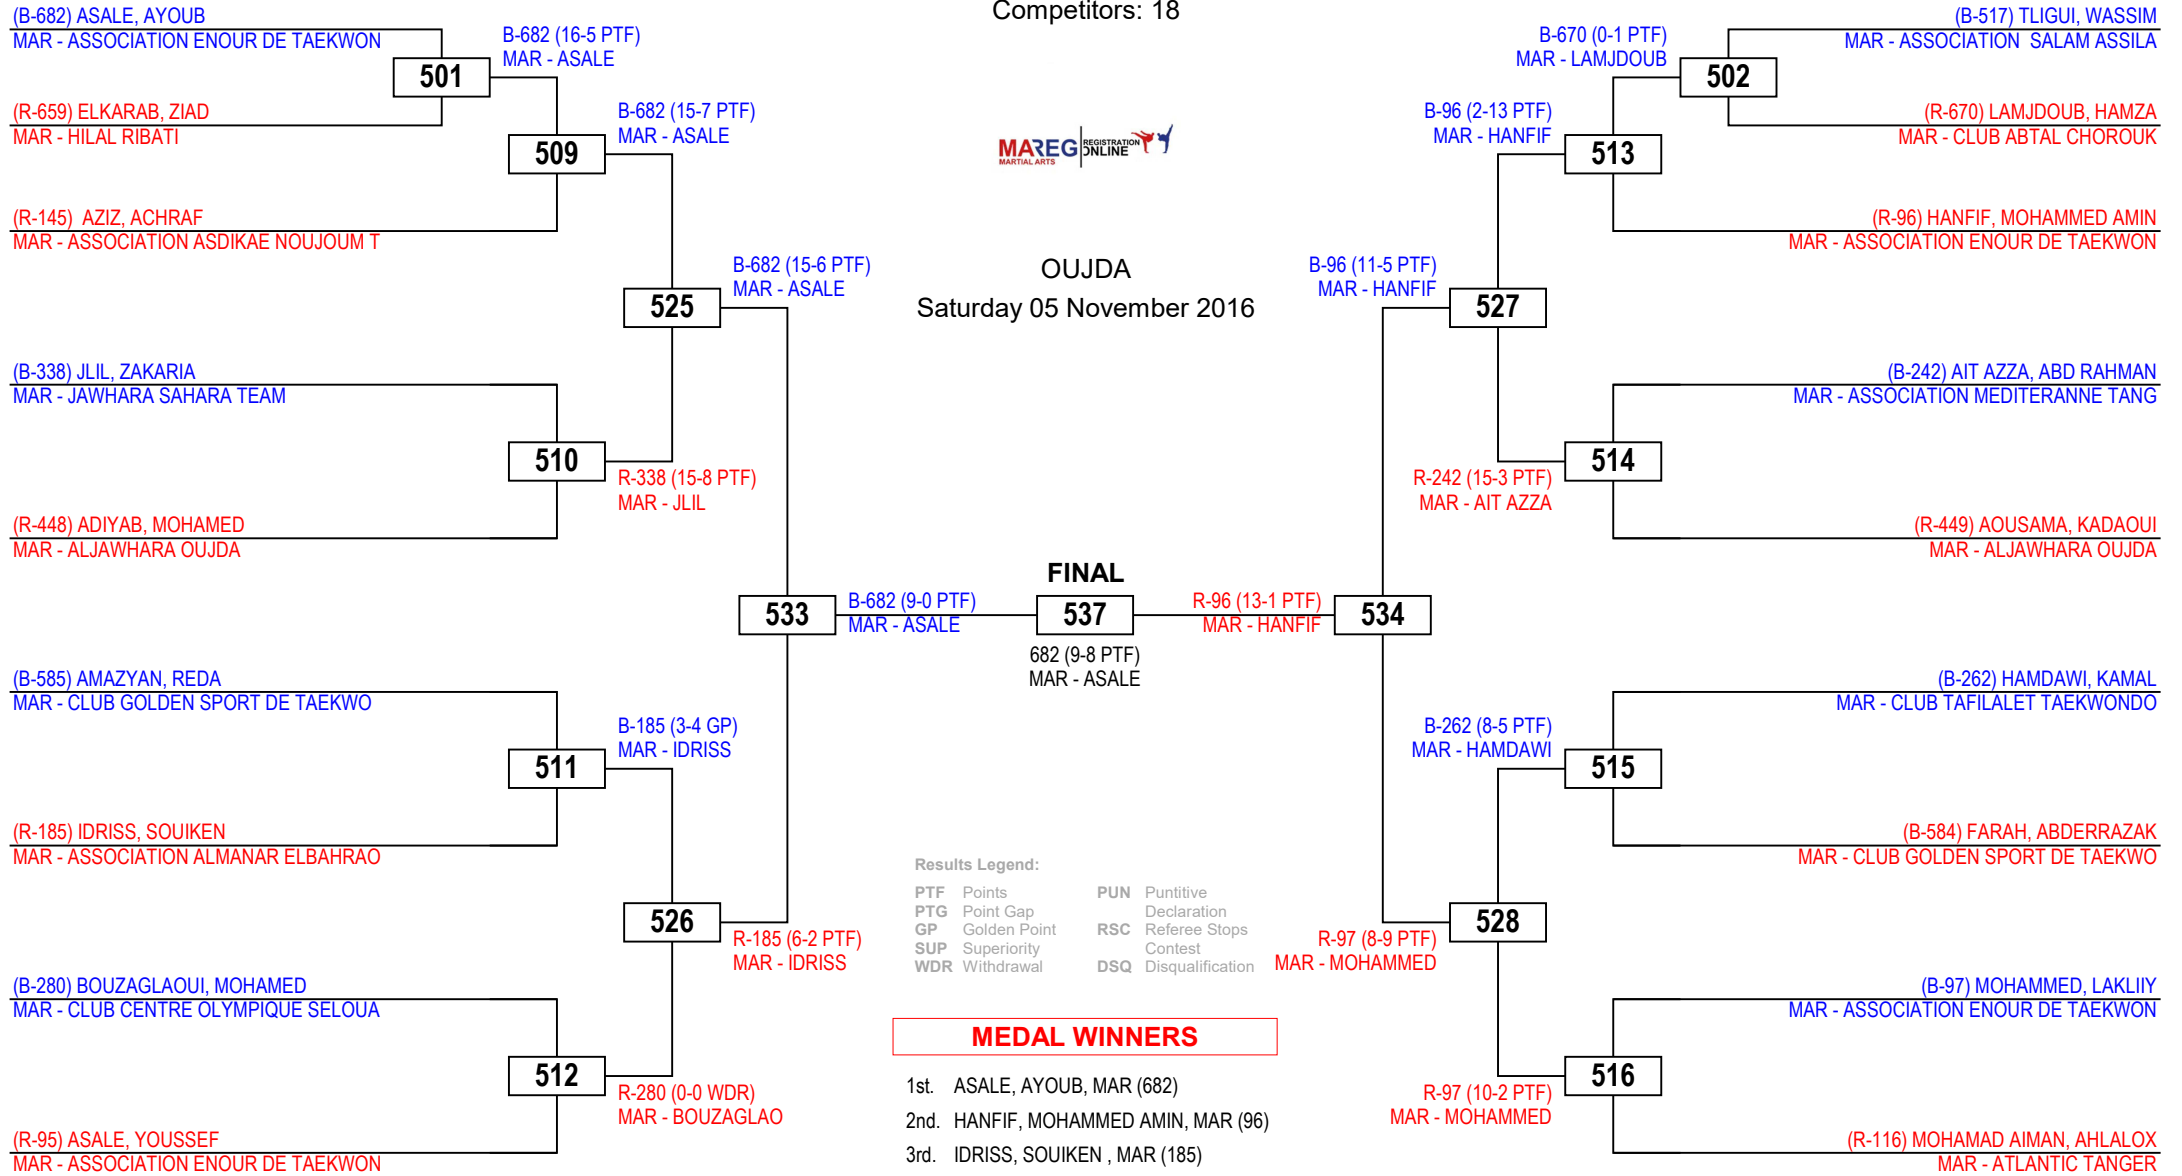 Competitors: 18
MAREG
MARTIAL ARTS
REGISTRATION
ONLINE
OUJDA
Saturday 05 November 2016
(B-682) ASALE, AYOUB
MAR - ASSOCIATION ENOUR DE TAEKWON
501
(R-659) ELKARAB, ZIAD
MAR - HILAL RIBATI
B-682 (16-5 PTF)
MAR - ASALE
509
(R-145) AZIZ, ACHRAF
MAR - ASSOCIATION ASDIKAE NOUJOUM T
B-682 (15-7 PTF)
MAR - ASALE
525
B-682 (15-6 PTF)
MAR - ASALE
(B-338) JLIL, ZAKARIA
MAR - JAWHARA SAHARA TEAM
510
R-338 (15-8 PTF)
MAR - JLIL
(R-448) ADIYAB, MOHAMED
MAR - ALJAWHARA OUJDA
533
B-682 (9-0 PTF)
MAR - ASALE
(B-585) AMAZYAN, REDA
MAR - CLUB GOLDEN SPORT DE TAEKWO
511
B-185 (3-4 GP)
MAR - IDRISS
(R-185) IDRISS, SOUIKEN
MAR - ASSOCIATION ALMANAR ELBAHRAO
526
R-185 (6-2 PTF)
MAR - IDRISS
(B-280) BOUZAGLAOUI, MOHAMED
MAR - CLUB CENTRE OLYMPIQUE SELOUA
512
R-280 (0-0 WDR)
MAR - BOUZAGLAO
(R-95) ASALE, YOUSSEF
MAR - ASSOCIATION ENOUR DE TAEKWON
FINAL
537
682 (9-8 PTF)
MAR - ASALE
(B-517) TLIGUI, WASSIM
MAR - ASSOCIATION SALAM ASSILA
502
B-670 (0-1 PTF)
MAR - LAMJDOUB
(R-670) LAMJDOUB, HAMZA
MAR - CLUB ABTAL CHOROUK
B-96 (2-13 PTF)
MAR - HANFIF
513
(R-96) HANFIF, MOHAMMED AMIN
MAR - ASSOCIATION ENOUR DE TAEKWON
B-96 (11-5 PTF)
MAR - HANFIF
527
(B-242) AIT AZZA, ABD RAHMAN
MAR - ASSOCIATION MEDITERANNE TANG
514
R-242 (15-3 PTF)
MAR - AIT AZZA
(R-449) AOUSAMA, KADAOUI
MAR - ALJAWHARA OUJDA
R-96 (13-1 PTF)
MAR - HANFIF
534
(B-262) HAMDAWI, KAMAL
MAR - CLUB TAFILALET TAEKWONDO
B-262 (8-5 PTF)
MAR - HAMDAWI
515
(B-584) FARAH, ABDERRAZAK
MAR - CLUB GOLDEN SPORT DE TAEKWO
528
R-97 (8-9 PTF)
MAR - MOHAMMED
(B-97) MOHAMMED, LAKLIIY
MAR - ASSOCIATION ENOUR DE TAEKWON
516
R-97 (10-2 PTF)
MAR - MOHAMMED
(R-116) MOHAMAD AIMAN, AHLALOX
MAR - ATLANTIC TANGER
Results Legend:
PTF Points
PTG Point Gap
GP Golden Point
SUP Superiority
WDR Withdrawal
PUN Puntitive
Declaration
RSC Referee Stops
Contest
DSQ Disqualification
MEDAL WINNERS
1st. ASALE, AYOUB, MAR (682)
2nd. HANFIF, MOHAMMED AMIN, MAR (96)
3rd. IDRISS, SOUIKEN , MAR (185)